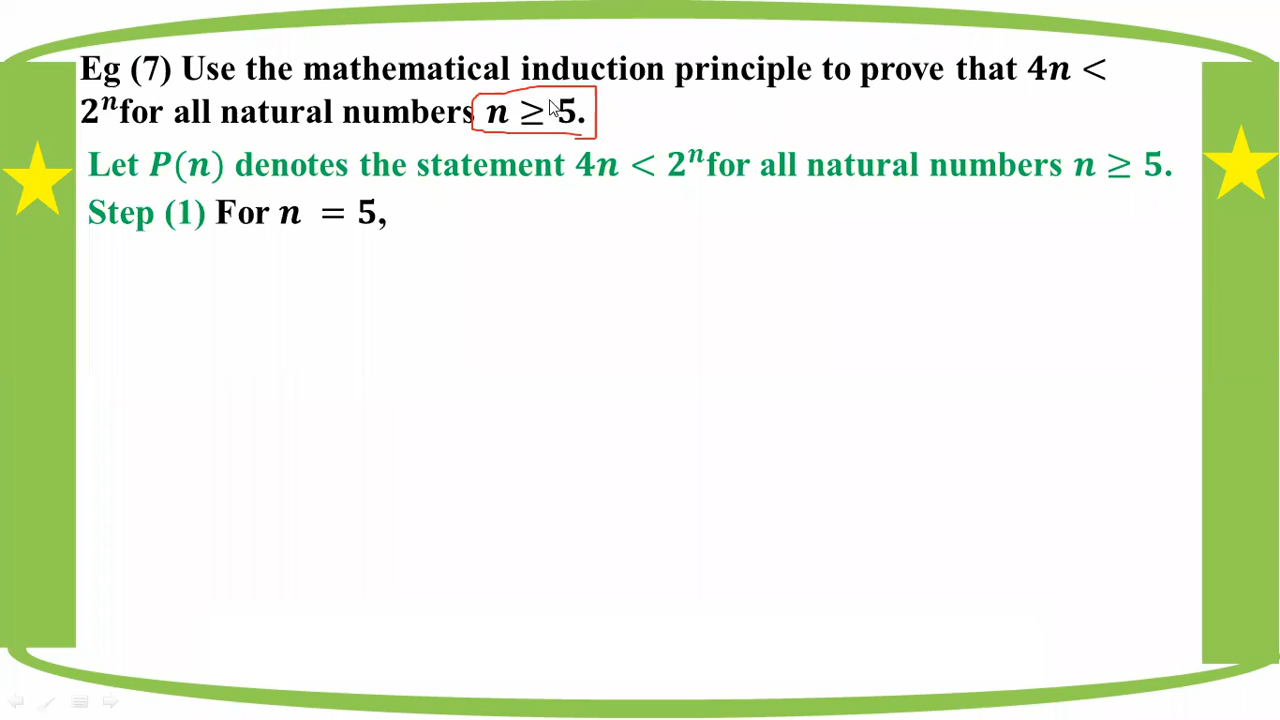 Eg (7) Use the mathematical induction principle to prove that 4𝒏 <
2ⁿfor all natural numbers 𝒏 ≥ 5.
Let 𝑷(𝒏) denotes the statement 4𝒏 < 2ⁿfor all natural numbers 𝒏 ≥ 5.
Step (1) For 𝒏 = 5,